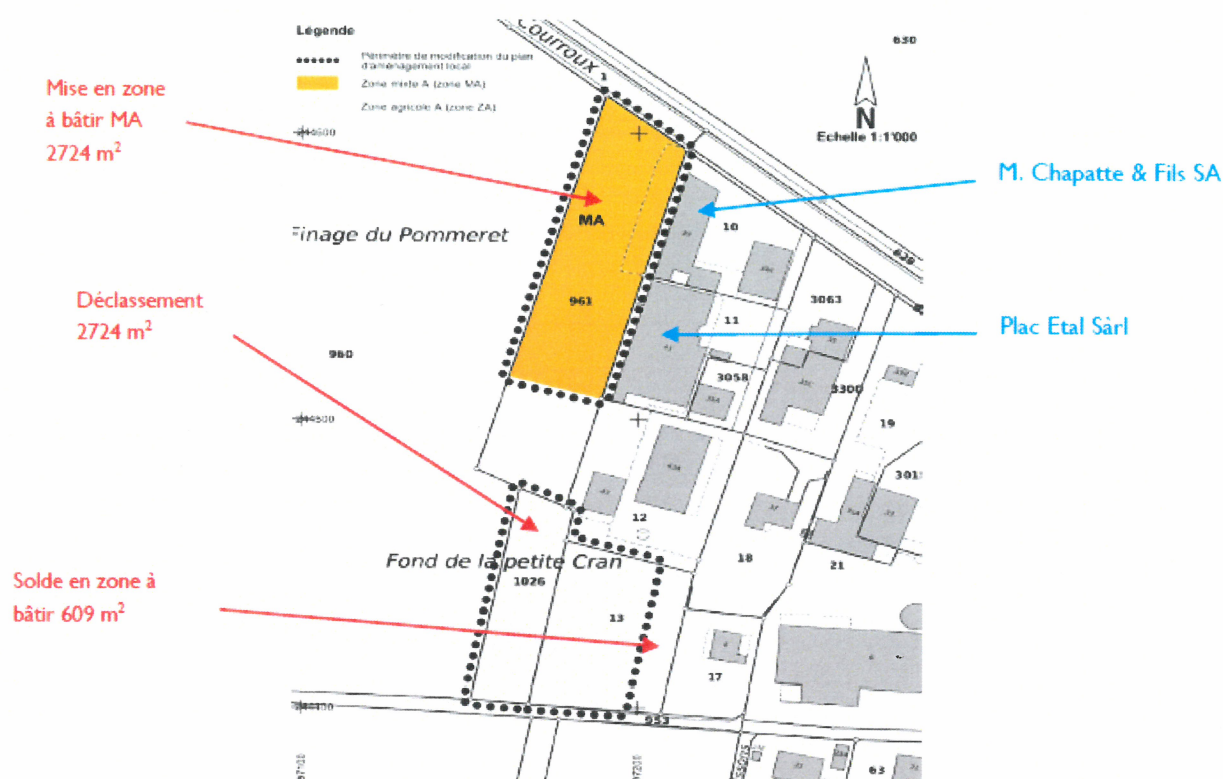 Légende
Périmètre de modification du plan
d'aménagement local
Zone mixte A (zone MA)
Zone agricole A (zone ZA)
Courroux
1
630
N
Echelle 1:1'000
Mise en zone
à bâtir MA
2724 m²
M. Chapatte & Fils SA
MA
10
Finage du Pommeret
629
961
3063
Déclassement
2724 m²
11
Plac Etal Sàrl
960
3058
3300
19
12
18
21
Fond de la petite Cran
1026
Solde en zone à
bâtir 609 m²
13
17
6
953
63